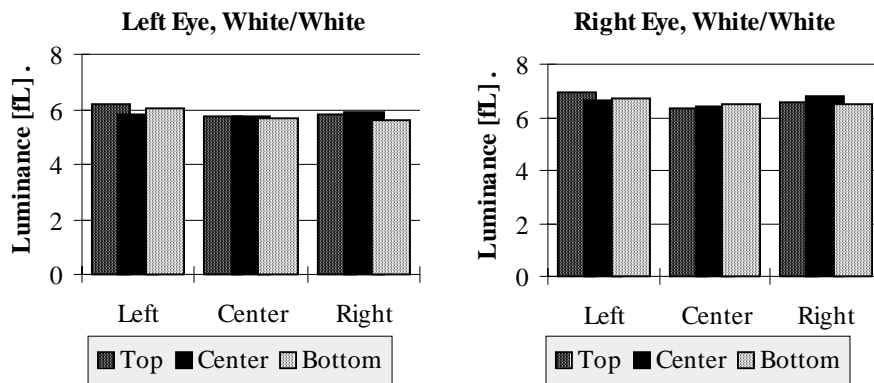 Left Eye, White/White
Luminance [fL] .
8
6
4
2
0
Left Center Right
Top Center Bottom
Right Eye, White/White
Luminance [fL] .
8
6
4
2
0
Left Center Right
Top Center Bottom